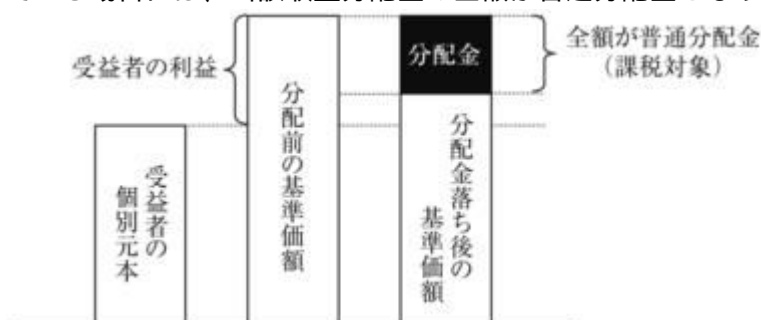 受益者の利益
分配金
全額が普通分配金
(課税対象)
受益者の
個別元本
分配前の基準価額
分配金落ち後の
基準価額